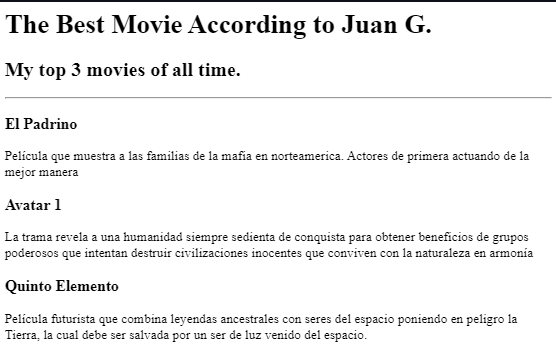 The Best Movie According to Juan G.
My top 3 movies of all time.
El Padrino
Película que muestra a las familias de la mafia en norteamerica. Actores de primera actuando de la
mejor manera
Avatar 1
La trama revela a una humanidad siempre sedienta de conquista para obtener beneficios de grupos
poderosos que intentan destruir civilizaciones inocentes que conviven con la naturaleza en armonía
Quinto Elemento
Película futurista que combina leyendas ancestrales con seres del espacio poniendo en peligro la
Tierra, la cual debe ser salvada por un ser de luz venido del espacio.